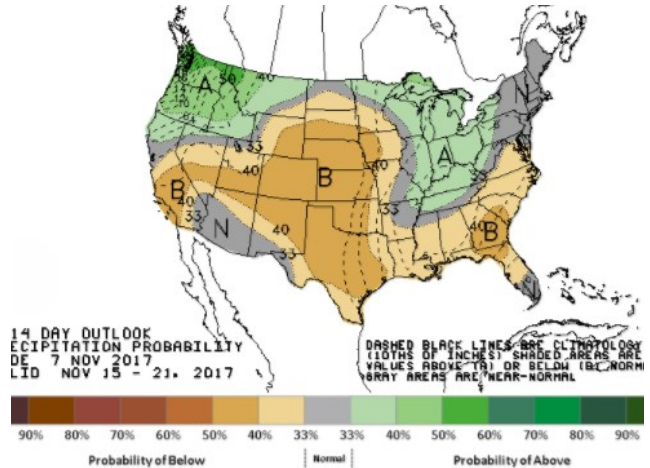 A
50
40
N
33
40
A
B
40
B
40
33
N
40
33
33
33
40
B
N
14 DAY OUTLOOK
ECIPITATION PROBABILITY
DE 7 NOV 2017
LID NOV 15 - 21. 2017
DASHED BLACK LINES ARE CLIMATOLOGY
(10THS OF INCHES) SHADED AREAS ARE
VALUES ABOVE (A) OR BELOW (B) NORM
GRAY AREAS ARE NEAR-NORMAL
90% 80% 70% 60% 50% 40% 33% 33% 40% 50% 60% 70% 80% 90%
Probability of Below Normal Probability of Above